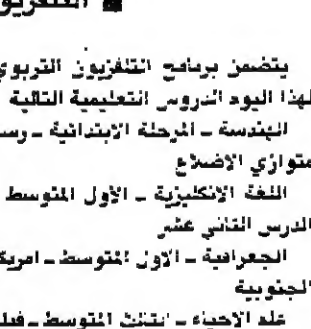 ■ التلفزيون
يتضمن برنامج التلفزيون التربوي
لهذا اليوم الدروس التعليمية التالية
الهندسة ـ المرحلة الابتدائية ـ رسم
متوازي الاضلاع
اللغة الانكليزية ـ الأول المتوسط
الدرس الثاني عشر
الجغرافية ـ الاول المتوسط ـ امريكا
الجنوبية
علم الاحياء ـ الثالث المتوسط ـ